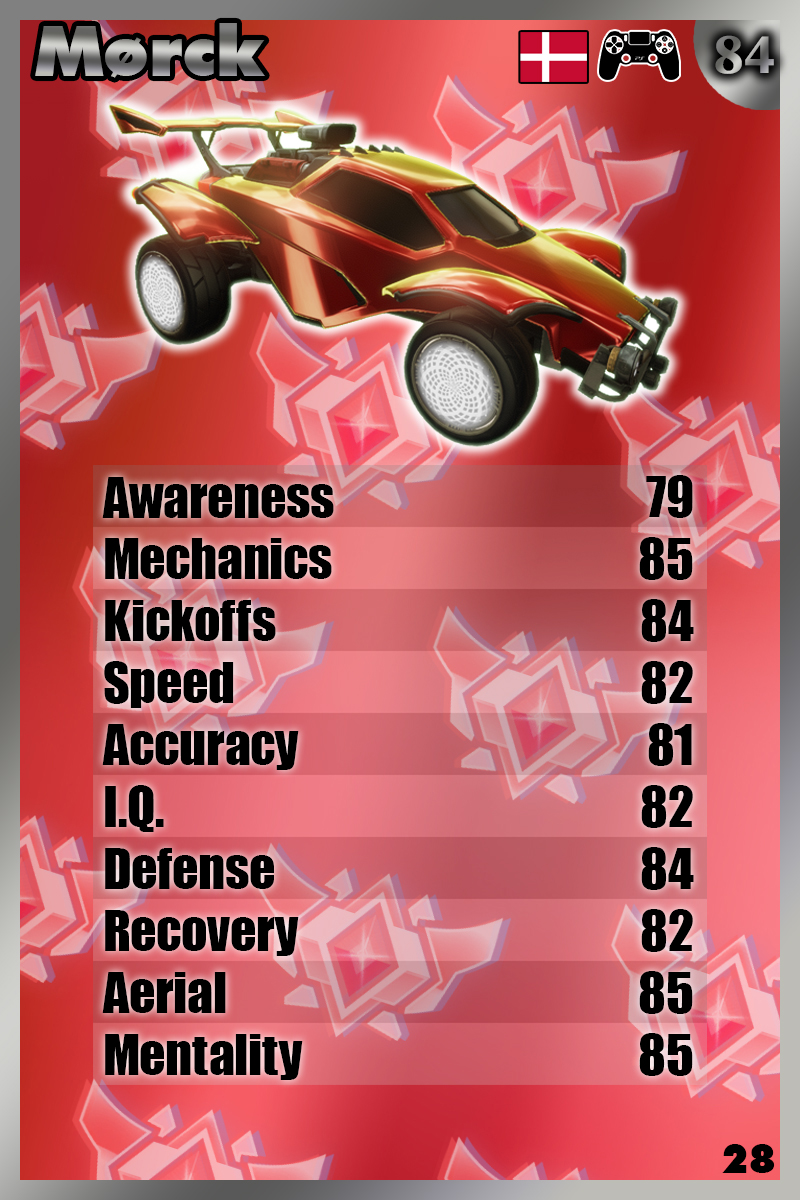 Mørck 84
Awareness 79
Mechanics 85
Kickoffs 84
Speed 82
Accuracy 81
I.Q. 82
Defense 84
Recovery 82
Aerial 85
Mentality 85
28